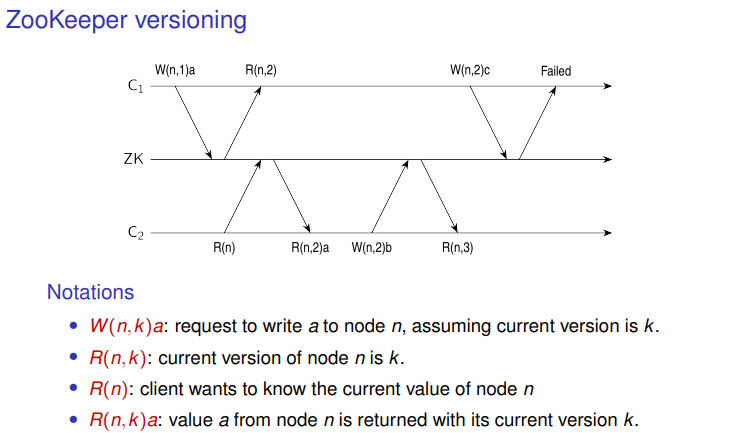 ZooKeeper versioning
W(n,1)a R(n,2) W(n,2)c Failed
C1
ZK
C2
R(n) R(n,2)a W(n,2)b R(n,3)
Notations
• W(n,k)a: request to write a to node n, assuming current version is k.
• R(n,k): current version of node n is k.
• R(n): client wants to know the current value of node n
• R(n,k)a: value a from node n is returned with its current version k.